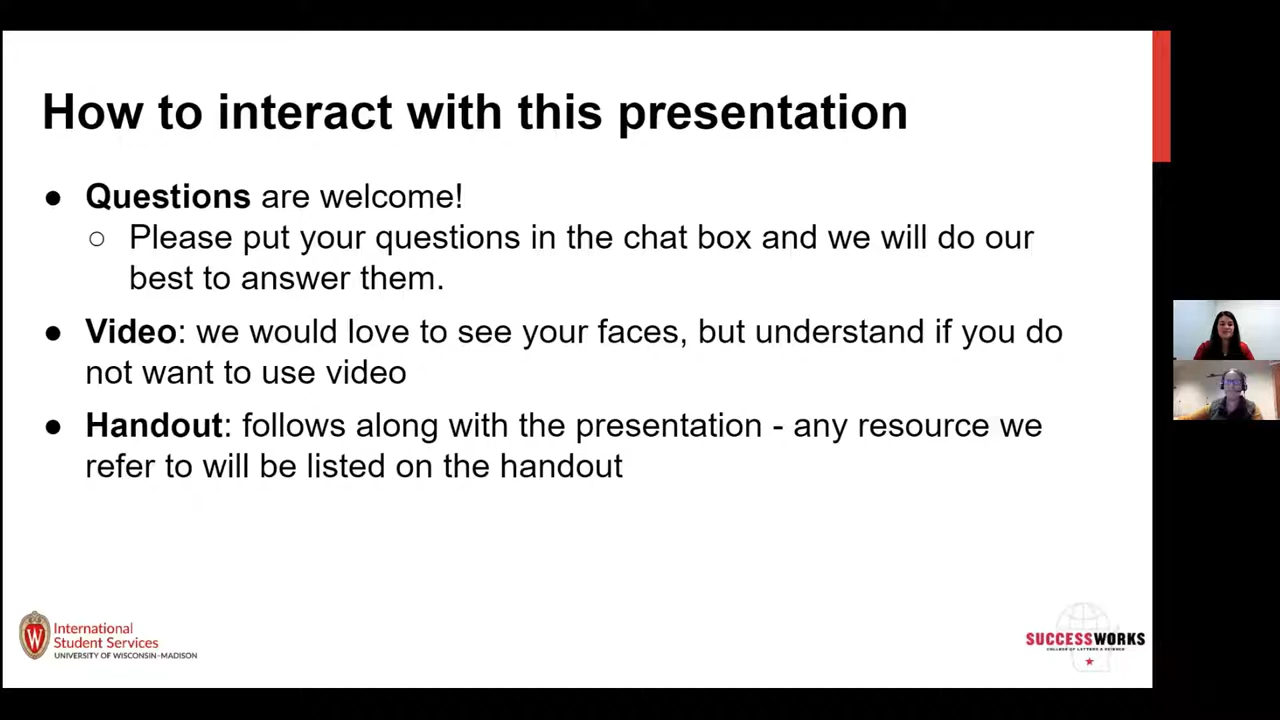 How to interact with this presentation
● Questions are welcome!
○ Please put your questions in the chat box and we will do our
best to answer them.
● Video: we would love to see your faces, but understand if you do
not want to use video
● Handout: follows along with the presentation - any resource we
refer to will be listed on the handout
W
International
Student Services
UNIVERSITY OF WISCONSIN-MADISON
SUCCESSWORKS
COLLEGE OF LETTERS & SCIENCE